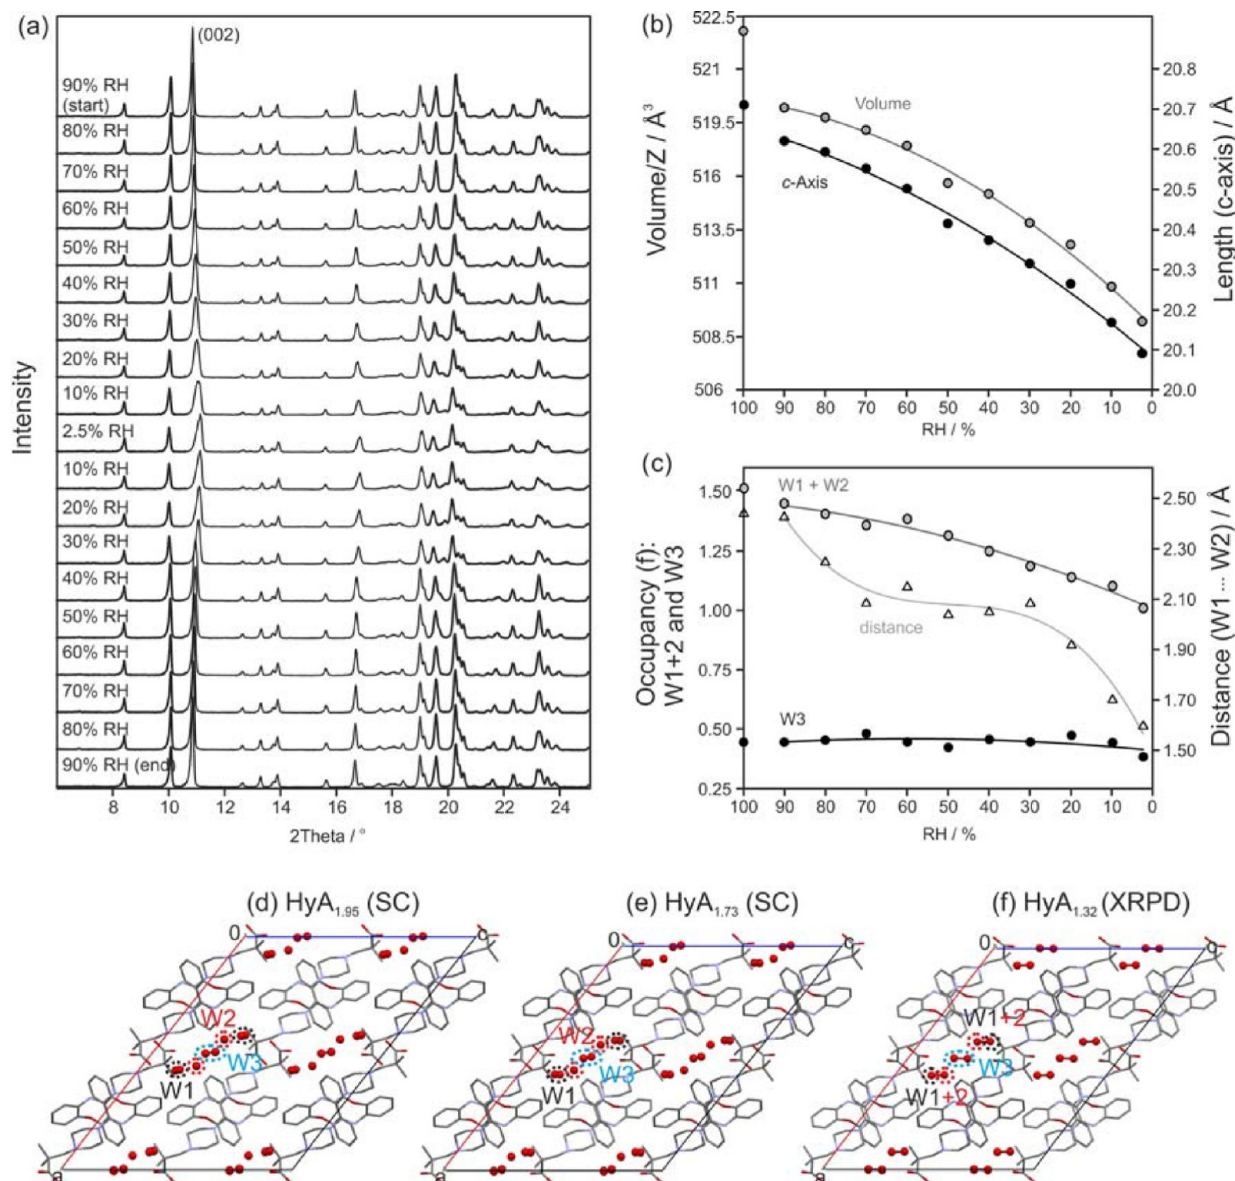 (a)
(002)
90% RH
(start)
80% RH
70% RH
60% RH
50% RH
40% RH
30% RH
20% RH
10% RH
2.5% RH
10% RH
20% RH
30% RH
40% RH
50% RH
60% RH
70% RH
80% RH
90% RH (end)
Intensity
8 10 12 14 16 18 20 22 24
2Theta / °
(b)
522.5
521
519.5
516
513.5
511
508.5
506
Volume/Z / Å³
Volume
c-Axis
20.8
20.7
20.6
20.5
20.4
20.3
20.2
20.1
20.0
Length (c-axis) / Å
100 90 80 70 60 50 40 30 20 10 0
RH / %
(c)
1.50
1.25
1.00
0.75
0.50
0.25
Occupancy (f):
W1+2 and W3
W1 + W2
distance
W3
2.50
2.30
2.10
1.90
1.70
1.50
Distance (W1 ... W2) / Å
100 90 80 70 60 50 40 30 20 10 0
RH / %
(d) HyA1.95 (SC)
0
c
W2
W3
W1
a
(e) HyA1.73 (SC)
0
c
W2
W3
W1
a
(f) HyA1.32 (XRPD)
0
c
W1+2
W3
W1+2
a